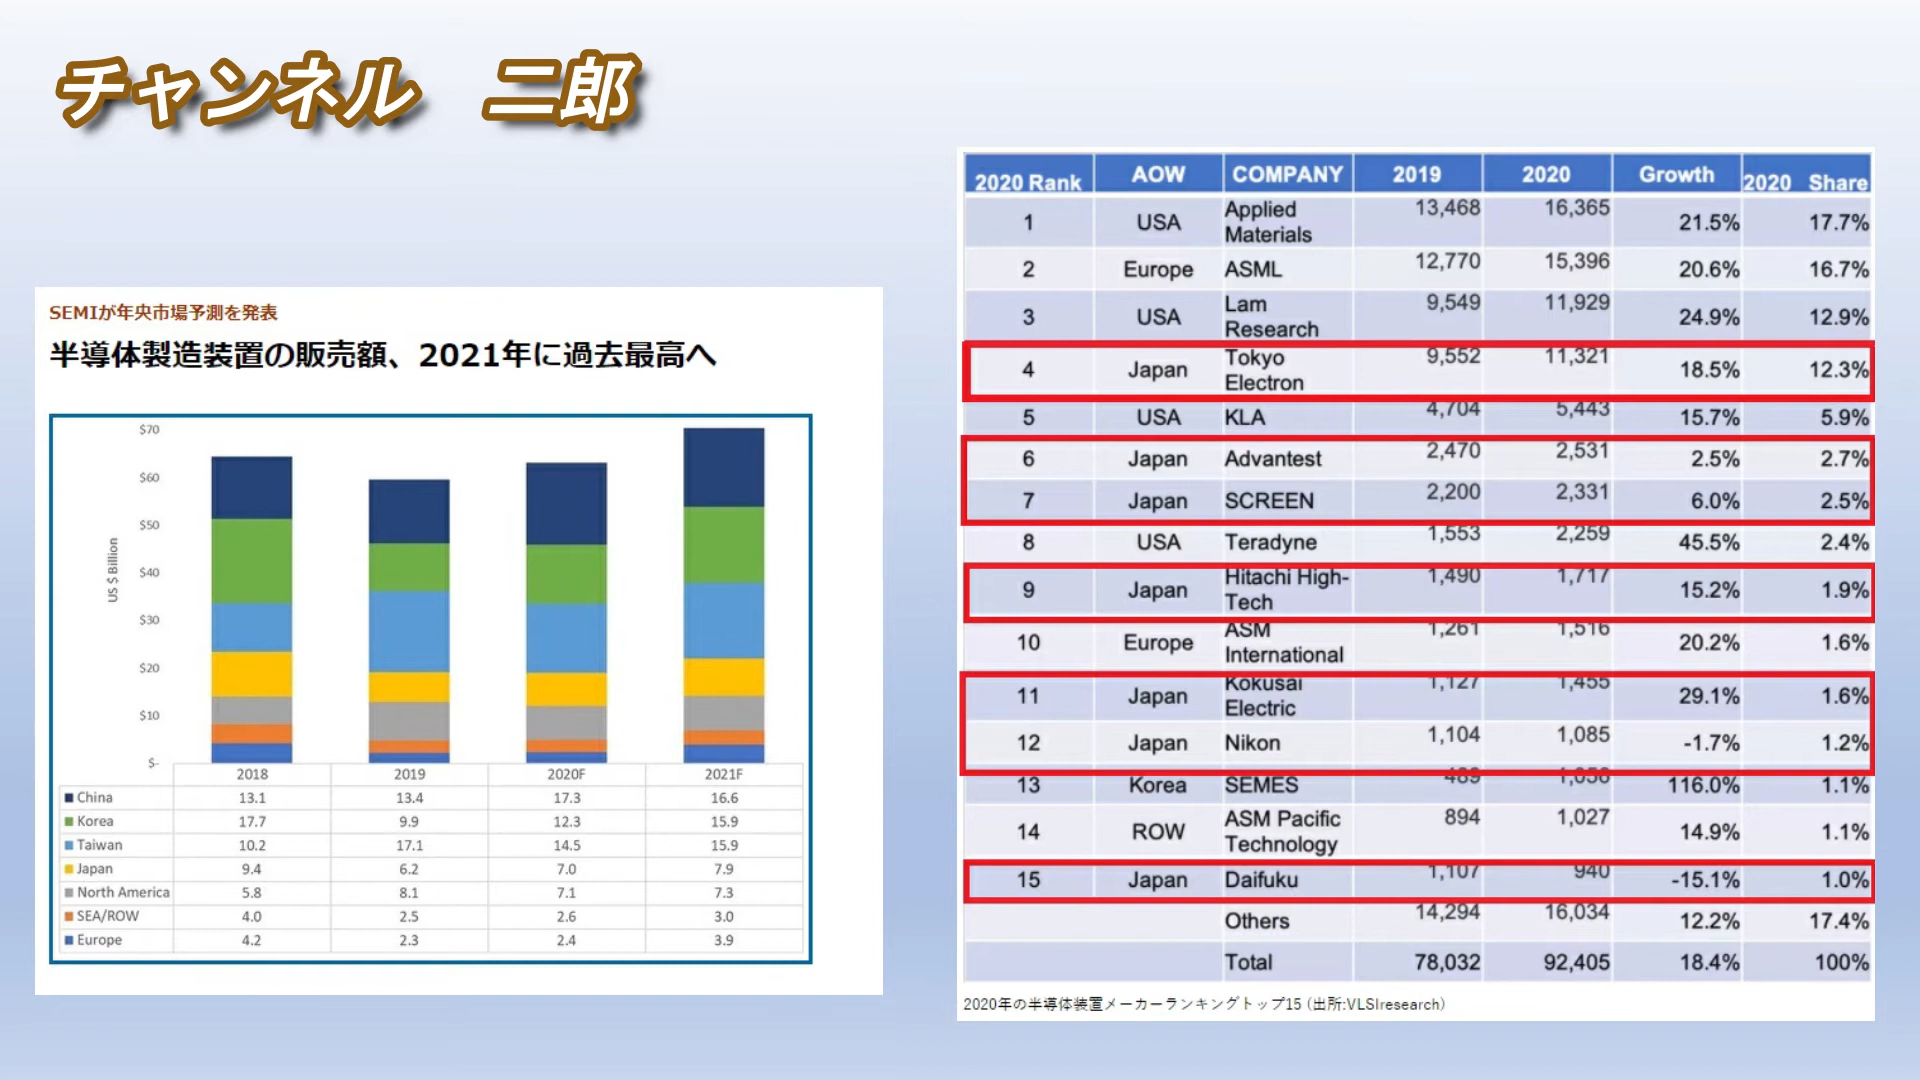 チャンネル　二郎
SEMIが年央市場予測を発表
半導体製造装置の販売額、2021年に過去最高へ
$70
$60
$50
$40
$30
$20
$10
$-
US $ Billion
2018 2019 2020F 2021F
China 13.1 13.4 17.3 16.6
Korea 17.7 9.9 12.3 15.9
Taiwan 10.2 17.1 14.5 15.9
Japan 9.4 6.2 7.0 7.9
North America 5.8 8.1 7.1 7.3
SEA/ROW 4.0 2.5 2.6 3.0
Europe 4.2 2.3 2.4 3.9
2020 Rank AOW COMPANY 2019 2020 Growth 2020 Share
1 USA Applied Materials 13,468 16,365 21.5% 17.7%
2 Europe ASML 12,770 15,396 20.6% 16.7%
3 USA Lam Research 9,549 11,929 24.9% 12.9%
4 Japan Tokyo Electron 9,552 11,321 18.5% 12.3%
5 USA KLA 4,704 5,443 15.7% 5.9%
6 Japan Advantest 2,470 2,531 2.5% 2.7%
7 Japan SCREEN 2,200 2,331 6.0% 2.5%
8 USA Teradyne 1,553 2,259 45.5% 2.4%
9 Japan Hitachi High-Tech 1,490 1,717 15.2% 1.9%
10 Europe ASM International 1,261 1,516 20.2% 1.6%
11 Japan Kokusai Electric 1,127 1,455 29.1% 1.6%
12 Japan Nikon 1,104 1,085 -1.7% 1.2%
13 Korea SEMES 489 1,056 116.0% 1.1%
14 ROW ASM Pacific Technology 894 1,027 14.9% 1.1%
15 Japan Daifuku 1,107 940 -15.1% 1.0%
Others 14,294 16,034 12.2% 17.4%
Total 78,032 92,405 18.4% 100%
2020年の半導体装置メーカーランキングトップ15 (出所:VLSIresearch)